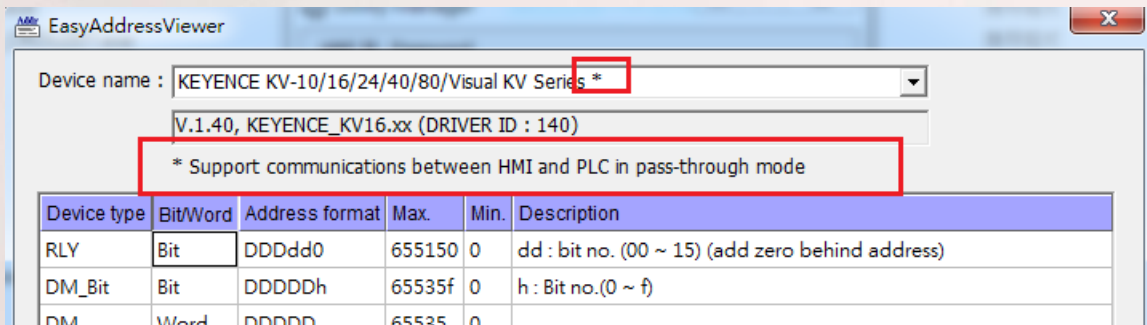 EasyAddressViewer
Device name : KEYENCE KV-10/16/24/40/80/Visual KV Series *
V.1.40, KEYENCE_KV16.xx (DRIVER ID : 140)
* Support communications between HMI and PLC in pass-through mode
Device type Bit/Word Address format Max. Min. Description
RLY Bit DDDdd0 655150 0 dd : bit no. (00 ~ 15) (add zero behind address)
DM_Bit Bit DDDDDh 65535f 0 h : Bit no.(0 ~ f)
DM Word DDDDD 65535 0